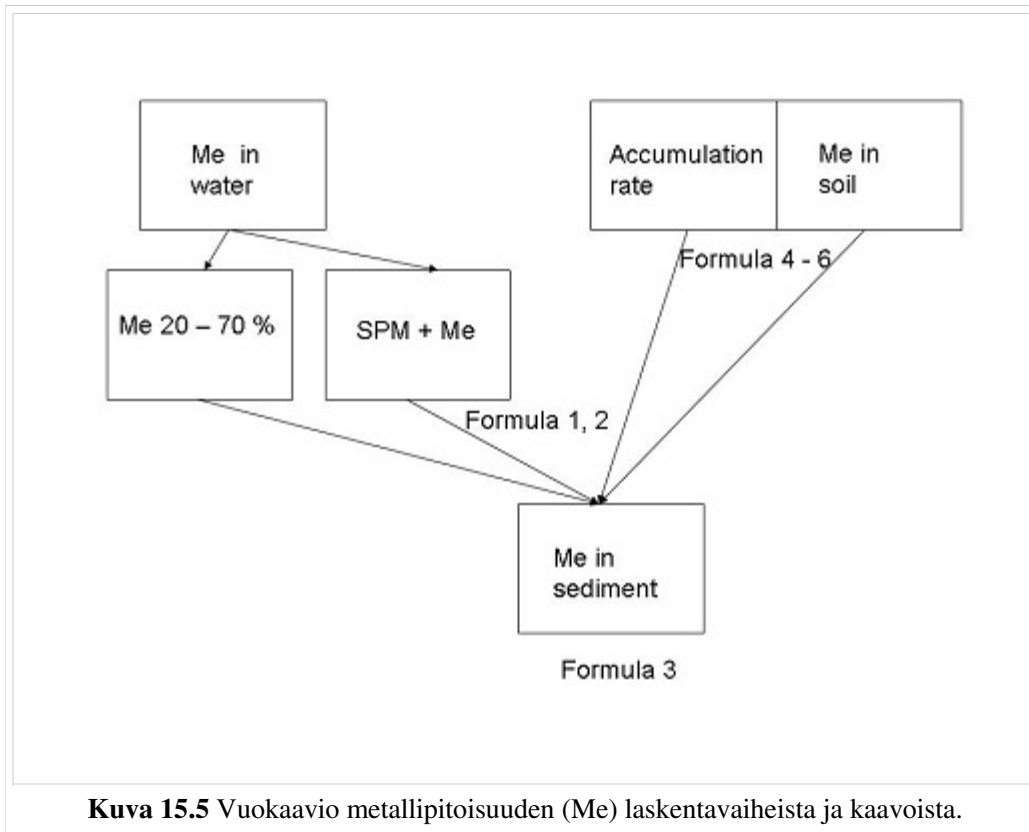 Me in
water
Accumulation
rate
Me in
soil
Formula 4 - 6
Me 20 – 70 %
SPM + Me
Formula 1, 2
Me in
sediment
Formula 3
Kuva 15.5 Vuokaavio metallipitoisuuden (Me) laskentavaiheista ja kaavoista.